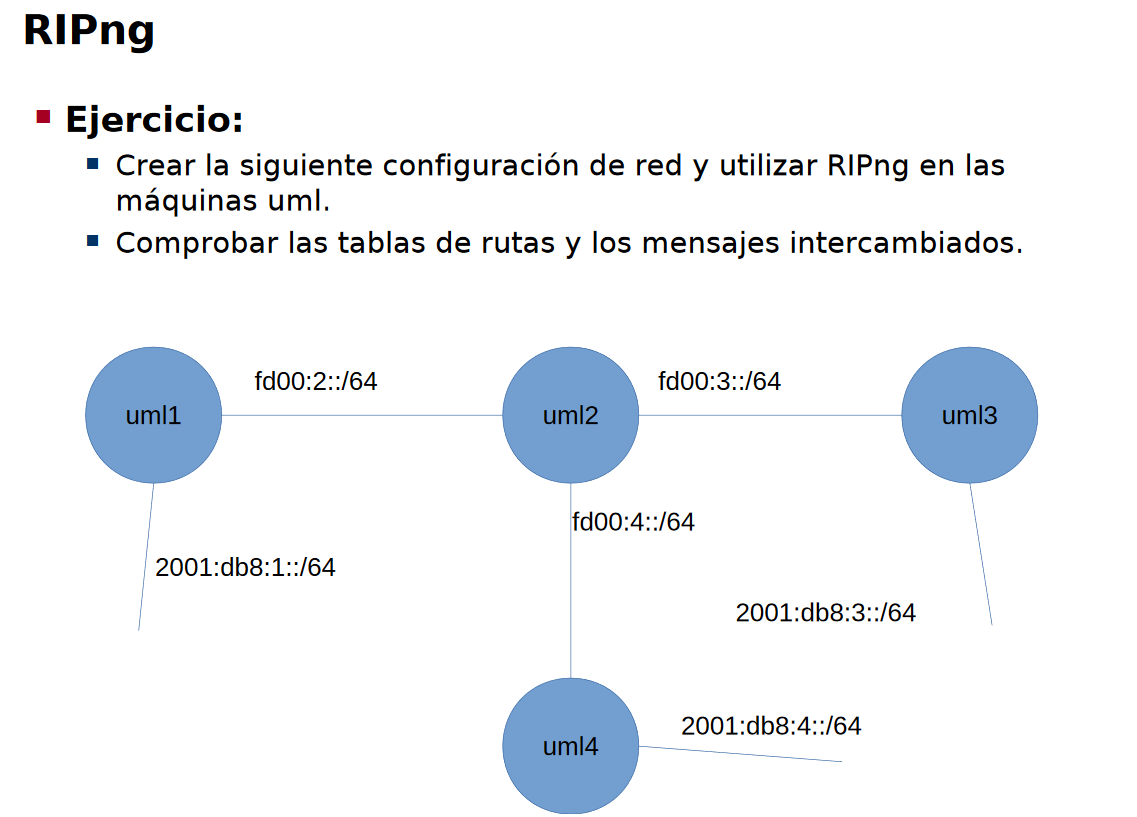 RIPng
Ejercicio:
Crear la siguiente configuración de red y utilizar RIPng en las
máquinas uml.
Comprobar las tablas de rutas y los mensajes intercambiados.
fd00:2::/64
fd00:3::/64
uml1
uml2
uml3
fd00:4::/64
2001:db8:1::/64
2001:db8:3::/64
2001:db8:4::/64
uml4